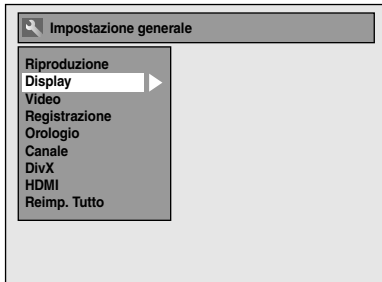 Impostazione generale
Riproduzione
Display
Video
Registrazione
Orologio
Canale
DivX
HDMI
Reimp. Tutto